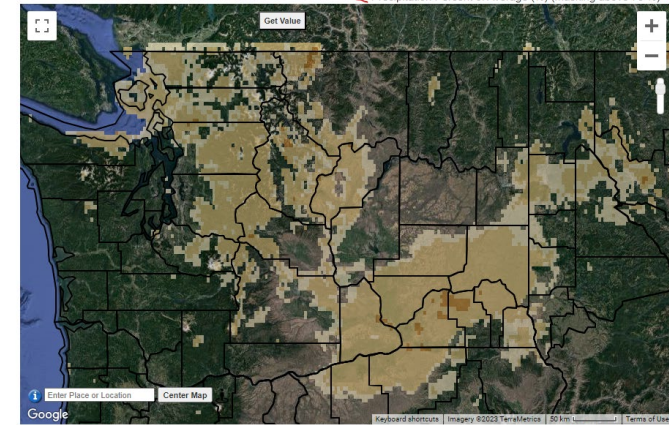 Get Value
+
−
i Enter Place or Location Center Map
Google
Keyboard shortcuts Imagery ©2023 TerraMetrics 50 km Terms of Use